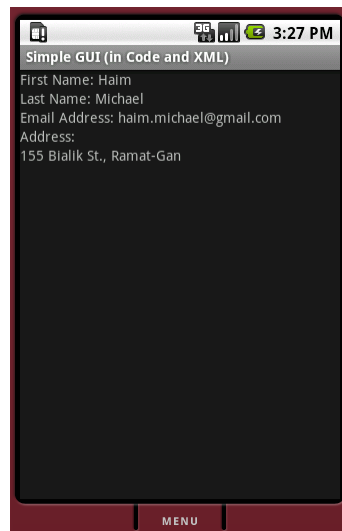 3G
3:27 PM
Simple GUI (in Code and XML)
First Name: Haim
Last Name: Michael
Email Address: haim.michael@gmail.com
Address:
155 Bialik St., Ramat-Gan
MENU